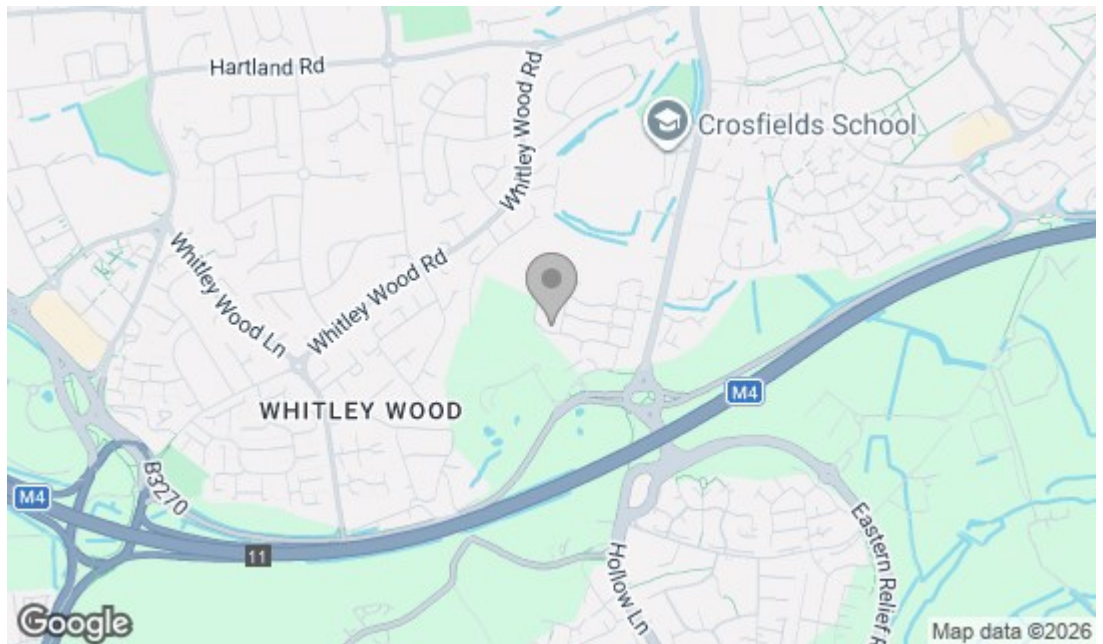 Hartland Rd
Whitley Wood Rd
Crosfields School
Whitley Wood Ln
Whitley Wood Rd
WHITLEY WOOD
M4
B3270
M4
11
Hollow Ln
Eastern Relief
Google
Map data ©2026